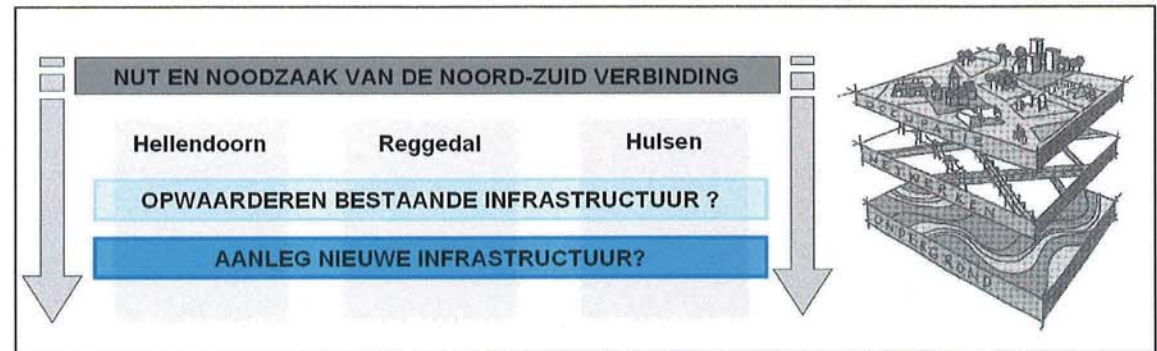 NUT EN NOODZAAK VAN DE NOORD-ZUID VERBINDING
Hellendoorn Reggedal Hulsen
OPWAARDEREN BESTAANDE INFRASTRUCTUUR ?
AANLEG NIEUWE INFRASTRUCTUUR?
OCCUPATIE
NETWERKEN
ONDERGROND